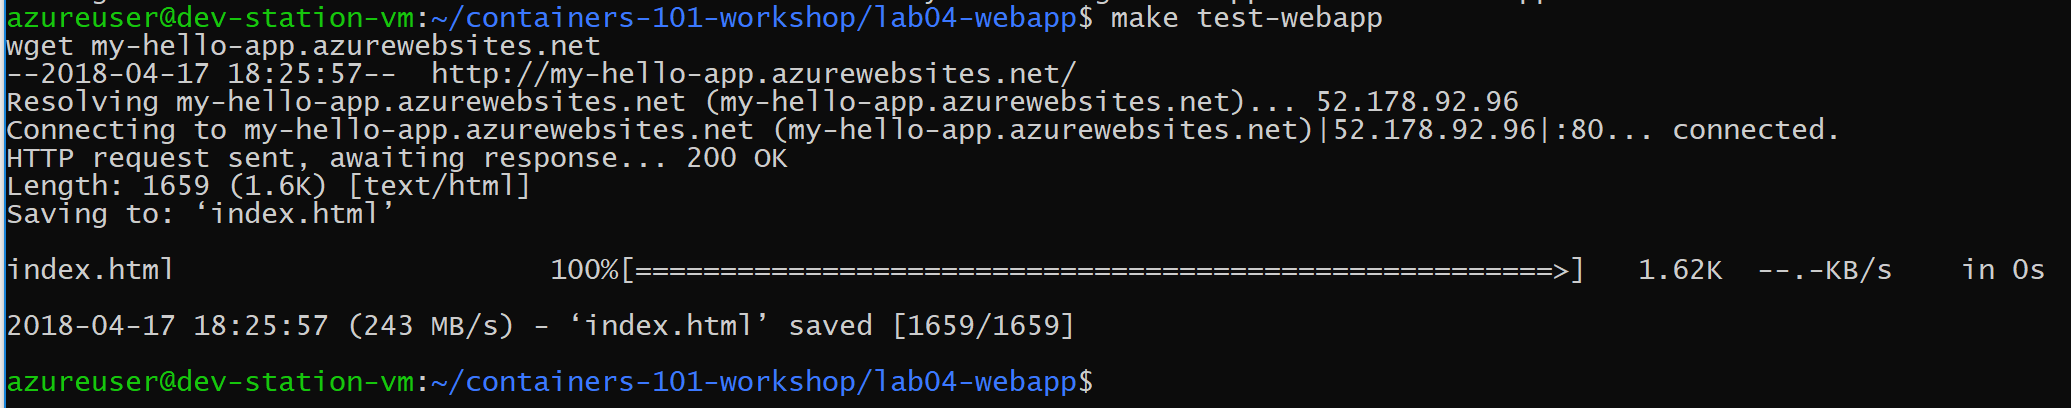 azureuser@dev-station-vm:~/containers-101-workshop/lab04-webapp$ make test-webapp
wget my-hello-app.azurewebsites.net
--2018-04-17 18:25:57--  http://my-hello-app.azurewebsites.net/
Resolving my-hello-app.azurewebsites.net (my-hello-app.azurewebsites.net)... 52.178.92.96
Connecting to my-hello-app.azurewebsites.net (my-hello-app.azurewebsites.net)|52.178.92.96|:80... connected.
HTTP request sent, awaiting response... 200 OK
Length: 1659 (1.6K) [text/html]
Saving to: ‘index.html’
index.html 100%[======================================================>] 1.62K --.-KB/s in 0s
2018-04-17 18:25:57 (243 MB/s) - ‘index.html’ saved [1659/1659]
azureuser@dev-station-vm:~/containers-101-workshop/lab04-webapp$